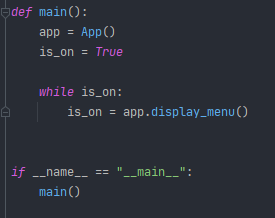 def main():
    app = App()
    is_on = True
    while is_on:
        is_on = app.display_menu()
if __name__ == "__main__":
    main()